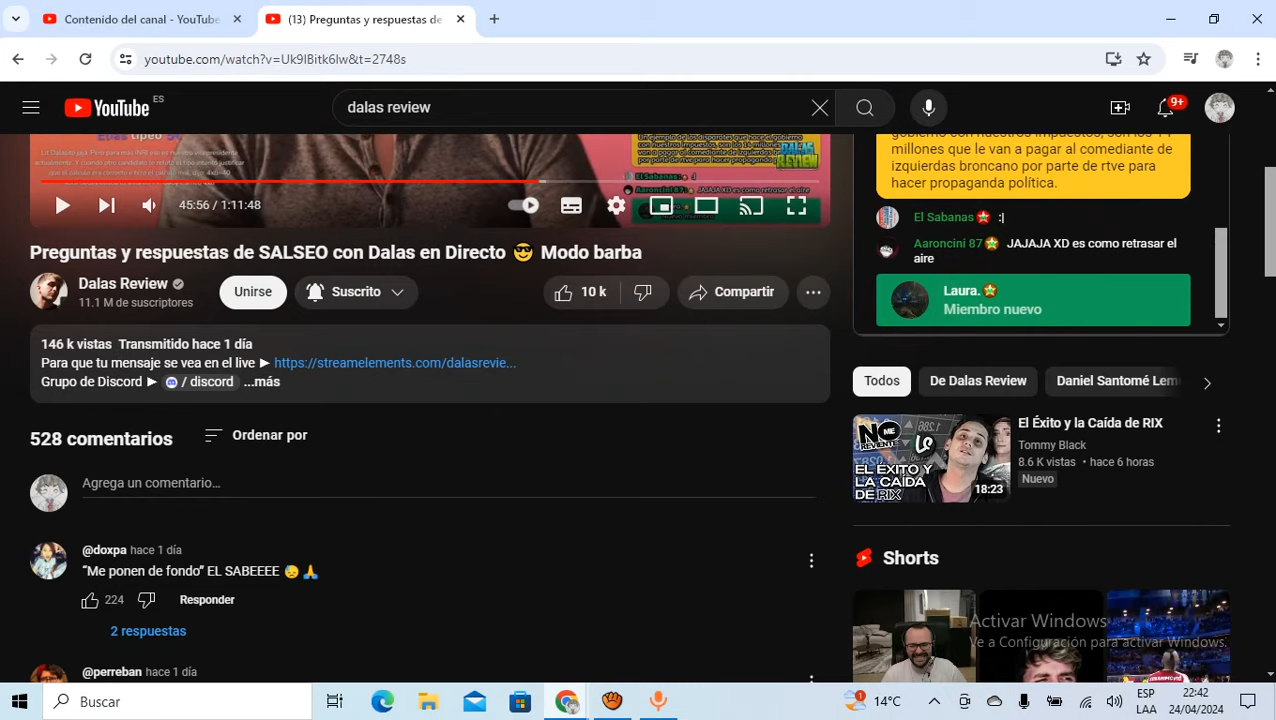 Contenido del canal - YouTube
(13) Preguntas y respuestas de
youtube.com/watch?v=Uk9lBitk6lw&t=2748s
YouTube ES
dalas review
9+
gobierno con nuestros impuestos, son los 14
millones que le van a pagar al comediante de
izquierdas broncano por parte de rtve para
hacer propaganda política.
El Sabanas :|
Aaroncini 87 JAJAJA XD es como retrasar el
aire
Laura.
Miembro nuevo
DALAS
REVIEW
45:56 / 1:11:48
Preguntas y respuestas de SALSEO con Dalas en Directo 😎 Modo barba
Dalas Review
11.1 M de suscriptores
Unirse
Suscrito
10 k
Compartir
146 k vistas Transmitido hace 1 día
Para que tu mensaje se vea en el live ► https://streamelements.com/dalasrevie...
Grupo de Discord ► / discord ...más
528 comentarios
Ordenar por
Agrega un comentario...
@doxpa hace 1 día
“Me ponen de fondo” EL SABEEEE 😓 🙏
224
Responder
2 respuestas
@perreban hace 1 día
Todos
De Dalas Review
Daniel Santomé Lem
NO ME
REVIENTES
EL ÉXITO Y
LA CAÍDA
DE RIX
18:23
El Éxito y la Caída de RIX
Tommy Black
8.6 K vistas • hace 6 horas
Nuevo
Shorts
Activar Windows
Ve a Configuración para activar Windows.
Buscar
1
14°C
ESP
LAA
22:42
24/04/2024